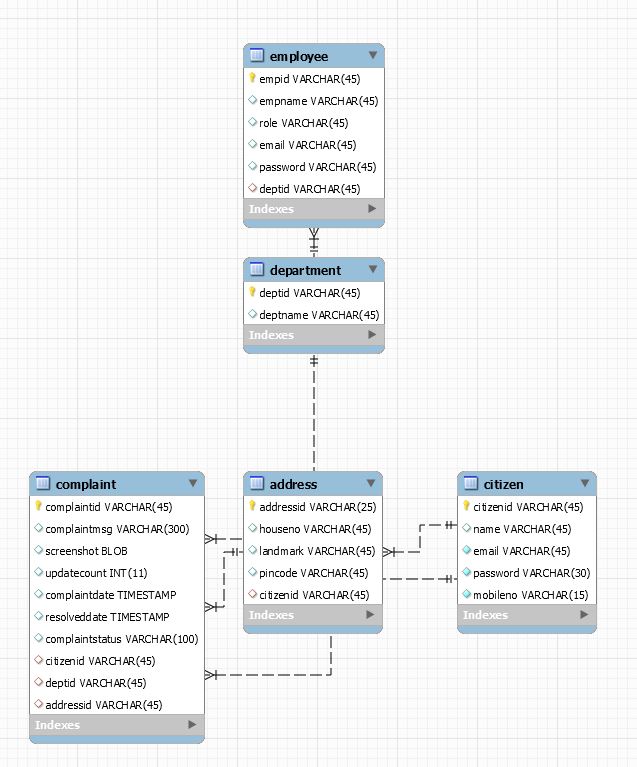 employee
empid VARCHAR(45)
empname VARCHAR(45)
role VARCHAR(45)
email VARCHAR(45)
password VARCHAR(45)
deptid VARCHAR(45)
Indexes
department
deptid VARCHAR(45)
deptname VARCHAR(45)
Indexes
complaint
complaintid VARCHAR(45)
complaintmsg VARCHAR(300)
screenshot BLOB
updatecount INT(11)
complaintdate TIMESTAMP
resolveddate TIMESTAMP
complaintstatus VARCHAR(100)
citizenid VARCHAR(45)
deptid VARCHAR(45)
addressid VARCHAR(45)
Indexes
address
addressid VARCHAR(25)
houseno VARCHAR(45)
landmark VARCHAR(45)
pincode VARCHAR(45)
citizenid VARCHAR(45)
Indexes
citizen
citizenid VARCHAR(45)
name VARCHAR(45)
email VARCHAR(45)
password VARCHAR(30)
mobileno VARCHAR(15)
Indexes